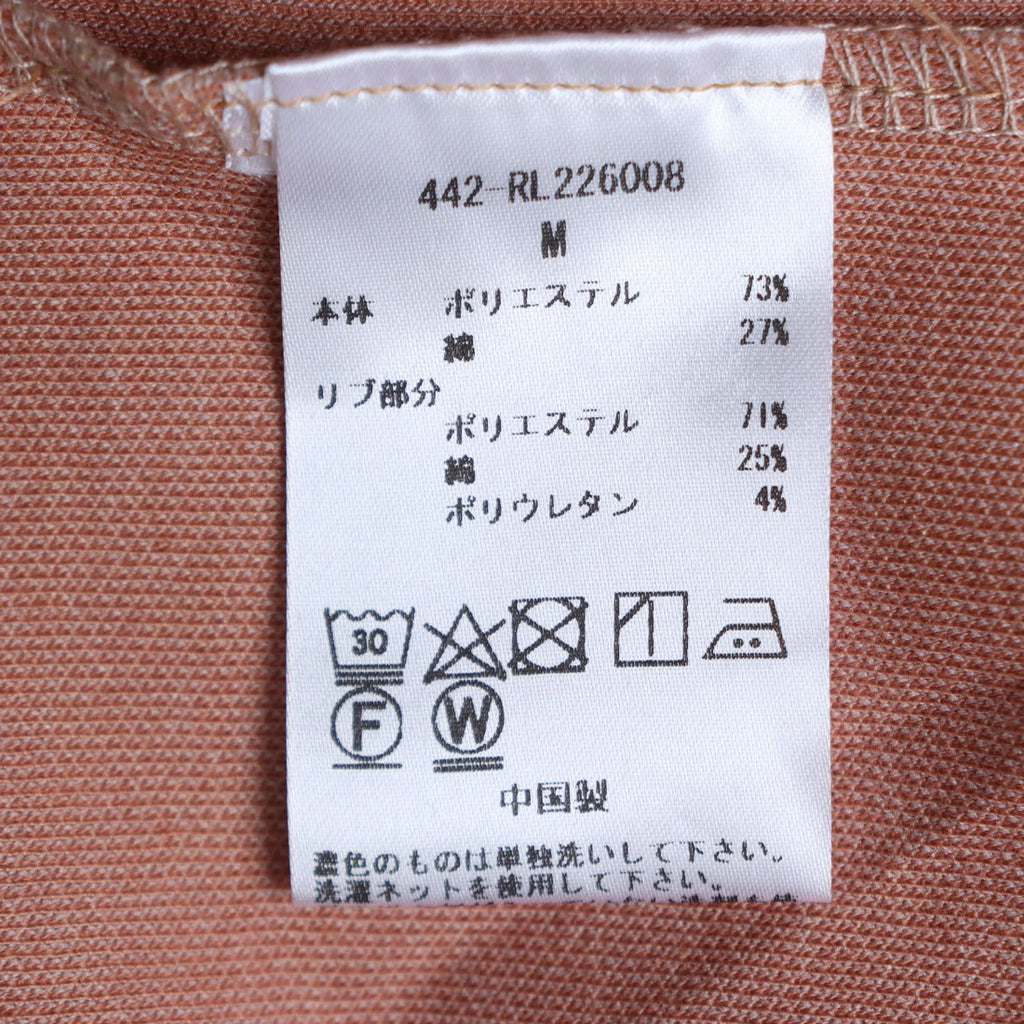 442-RL226008
M
本体 ポリエステル 73%
綿 27%
リブ部分
ポリエステル 71%
綿 25%
ポリウレタン 4%
30
F W
中国製
濃色のものは単独洗いして下さい。
洗濯ネットを使用して下さい。